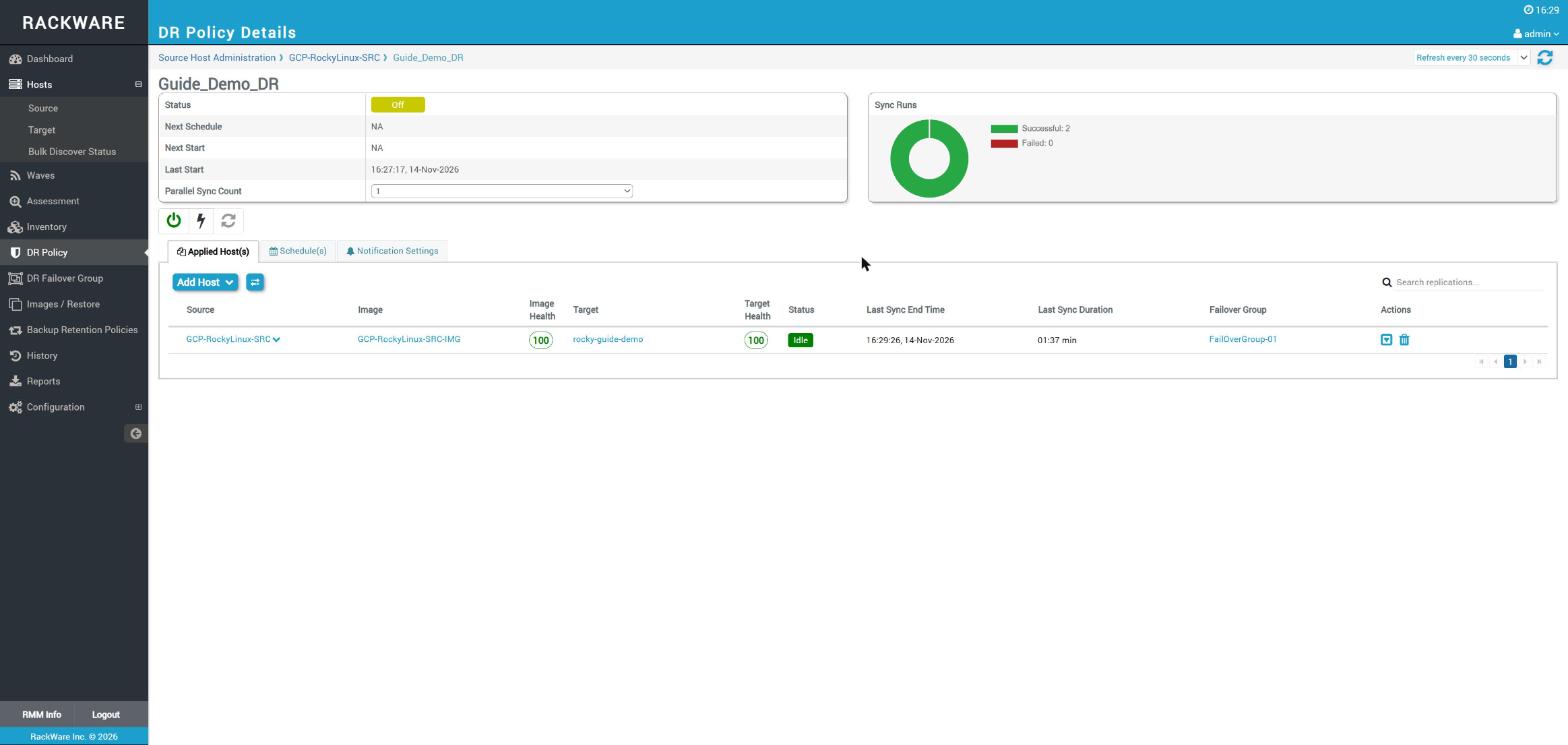 RACKWARE
16:29
DR Policy Details
admin
Dashboard
Hosts
Source
Target
Bulk Discover Status
Waves
Assessment
Inventory
DR Policy
DR Failover Group
Images / Restore
Backup Retention Policies
History
Reports
Configuration
RMM Info Logout
RackWare Inc. © 2026
Source Host Administration GCP-RockyLinux-SRC Guide_Demo_DR
Refresh every 30 seconds
Guide_Demo_DR
Status Off
Next Schedule NA
Next Start NA
Last Start 16:27:17, 14-Nov-2026
Parallel Sync Count 1
Sync Runs
Successful: 2
Failed: 0
Applied Host(s) Schedule(s) Notification Settings
Add Host
Search replications...
Source Image Image Health Target Target Health Status Last Sync End Time Last Sync Duration Failover Group Actions
GCP-RockyLinux-SRC GCP-RockyLinux-SRC-IMG 100 rocky-guide-demo 100 Idle 16:29:26, 14-Nov-2026 01:37 min FailOverGroup-01
1